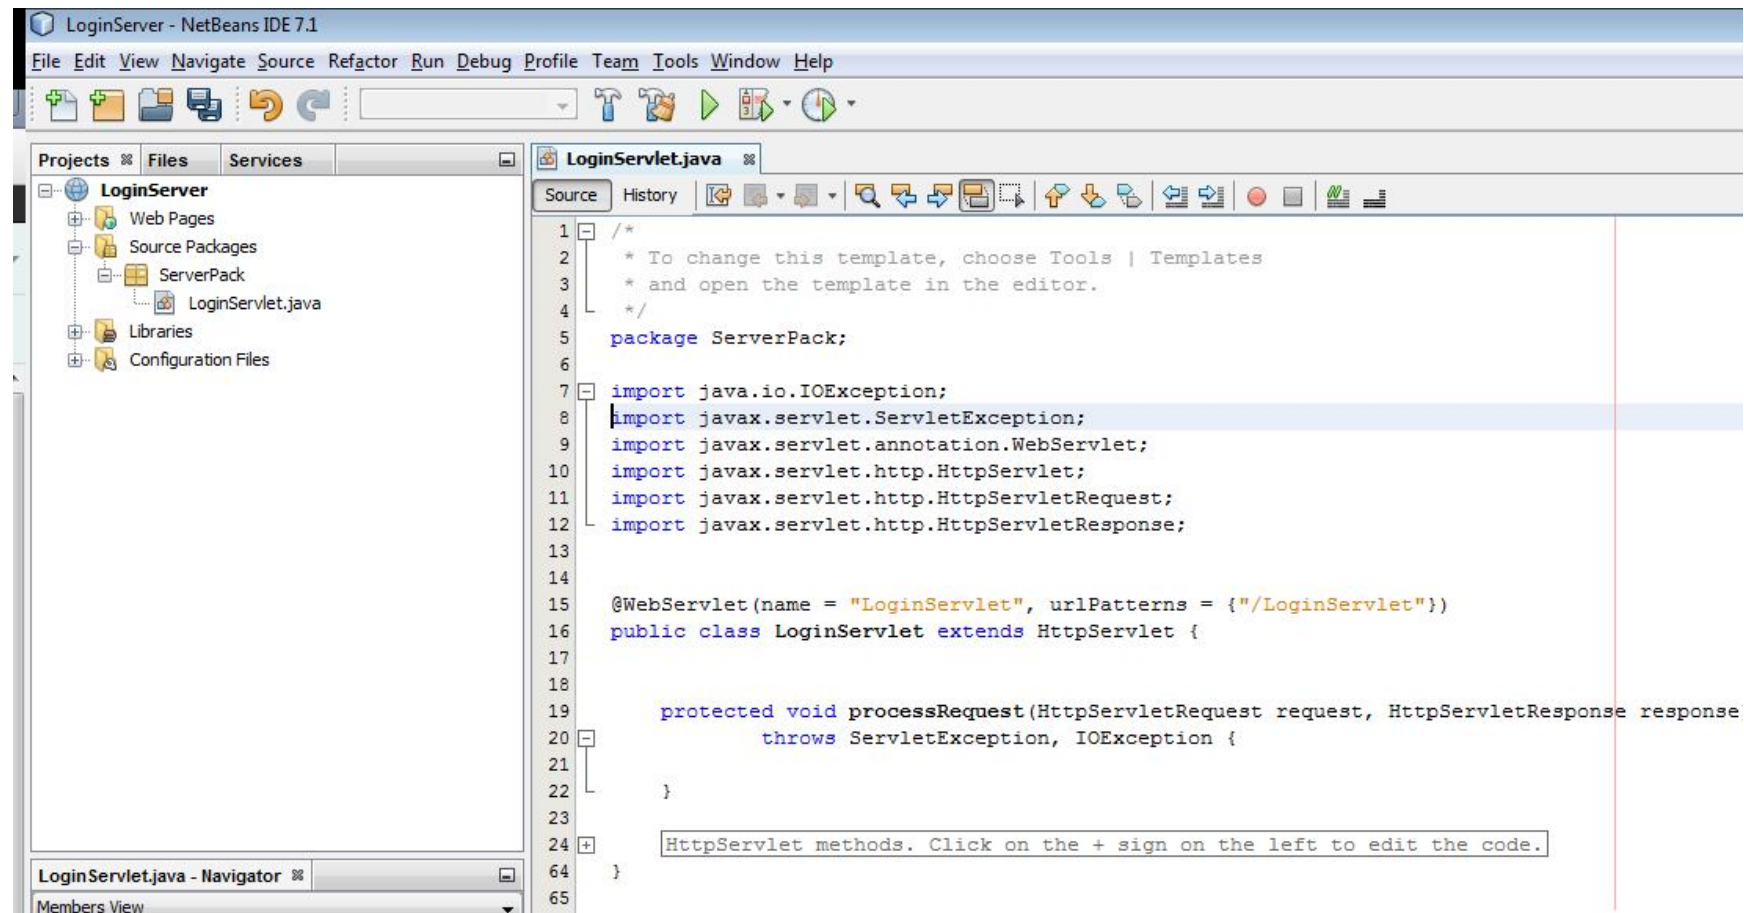 LoginServer - NetBeans IDE 7.1
File Edit View Navigate Source Refactor Run Debug Profile Team Tools Window Help
Projects Files Services
LoginServer
Web Pages
Source Packages
ServerPack
LoginServlet.java
Libraries
Configuration Files
LoginServlet.java - Navigator
Members View
LoginServlet.java
Source History
1 /*
2 * To change this template, choose Tools | Templates
3 * and open the template in the editor.
4 */
5 package ServerPack;
6
7 import java.io.IOException;
8 import javax.servlet.ServletException;
9 import javax.servlet.annotation.WebServlet;
10 import javax.servlet.http.HttpServlet;
11 import javax.servlet.http.HttpServletRequest;
12 import javax.servlet.http.HttpServletResponse;
13
14
15 @WebServlet(name = "LoginServlet", urlPatterns = {"/LoginServlet"})
16 public class LoginServlet extends HttpServlet {
17
18
19 protected void processRequest(HttpServletRequest request, HttpServletResponse response
20 throws ServletException, IOException {
21
22 }
23
24 HttpServlet methods. Click on the + sign on the left to edit the code.
64 }
65